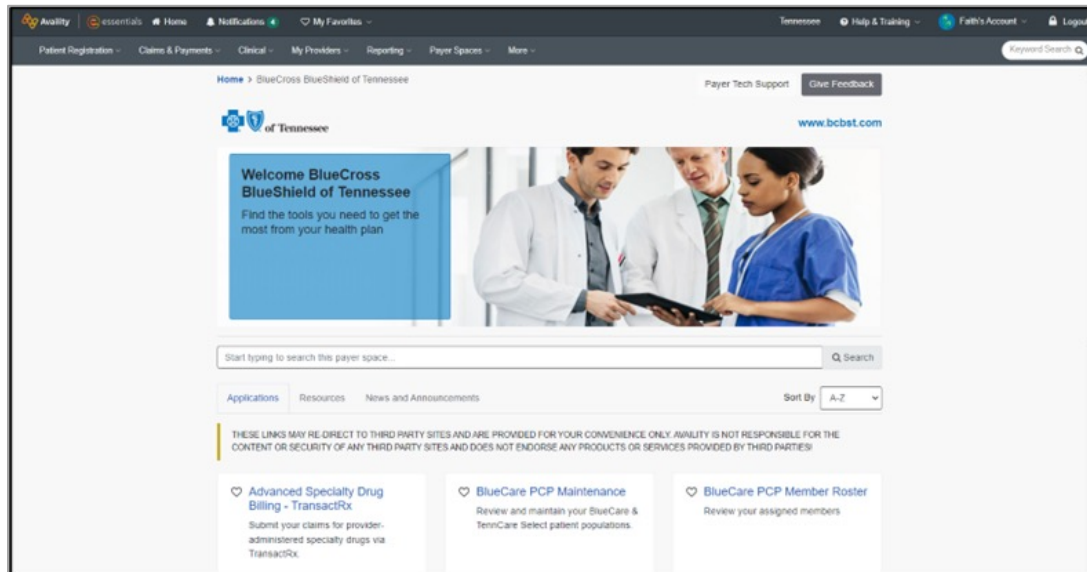 Availity essentials Home Notifications 4 My Favorites Tennessee Help & Training Faith's Account Logout
Patient Registration Claims & Payments Clinical My Providers Reporting Payer Spaces More Keyword Search
Home > BlueCross BlueShield of Tennessee Payer Tech Support Give Feedback
of Tennessee www.bcbst.com
Welcome BlueCross
BlueShield of Tennessee
Find the tools you need to get the
most from your health plan
Start typing to search this payer space... Search
Applications Resources News and Announcements Sort By A-Z
THESE LINKS MAY RE-DIRECT TO THIRD PARTY SITES AND ARE PROVIDED FOR YOUR CONVENIENCE ONLY. AVAILITY IS NOT RESPONSIBLE FOR THE
CONTENT OR SECURITY OF ANY THIRD PARTY SITES AND DOES NOT ENDORSE ANY PRODUCTS OR SERVICES PROVIDED BY THIRD PARTIES!
Advanced Specialty Drug
Billing - TransactRx
Submit your claims for provider-
administered specialty drugs via
TransactRx.
BlueCare PCP Maintenance
Review and maintain your BlueCare &
TennCare Select patient populations.
BlueCare PCP Member Roster
Review your assigned members